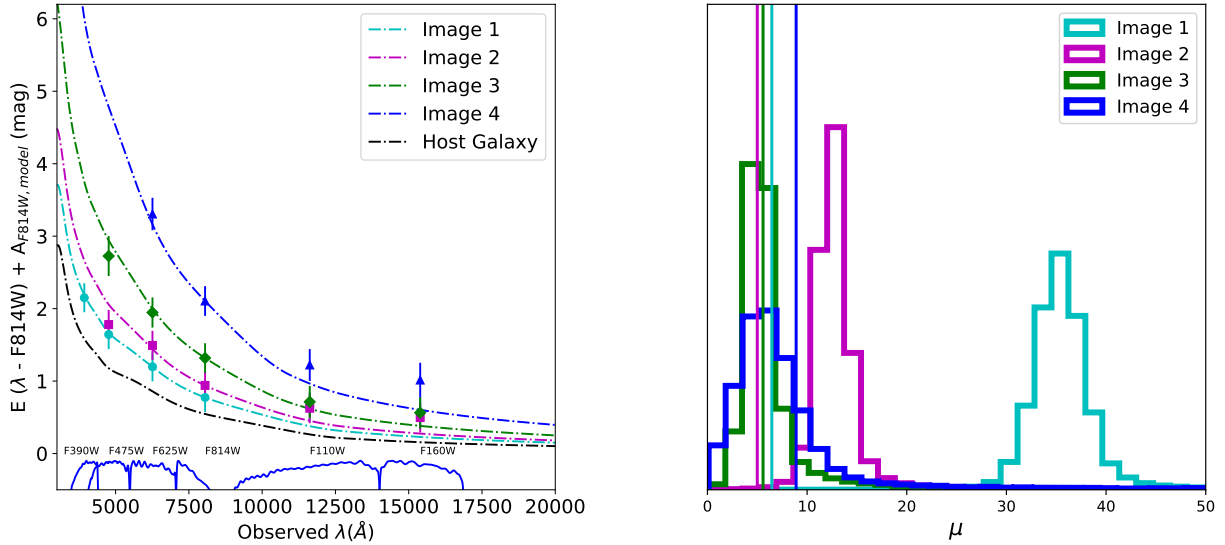 E (λ - F814W) + A_{F814W, model} (mag)
6
5
4
3
2
1
0
Image 1
Image 2
Image 3
Image 4
Host Galaxy
F390W F475W F625W F814W F110W F160W
5000 7500 10000 12500 15000 17500 20000
Observed λ(Å)
Image 1
Image 2
Image 3
Image 4
0 10 20 30 40 50
μ